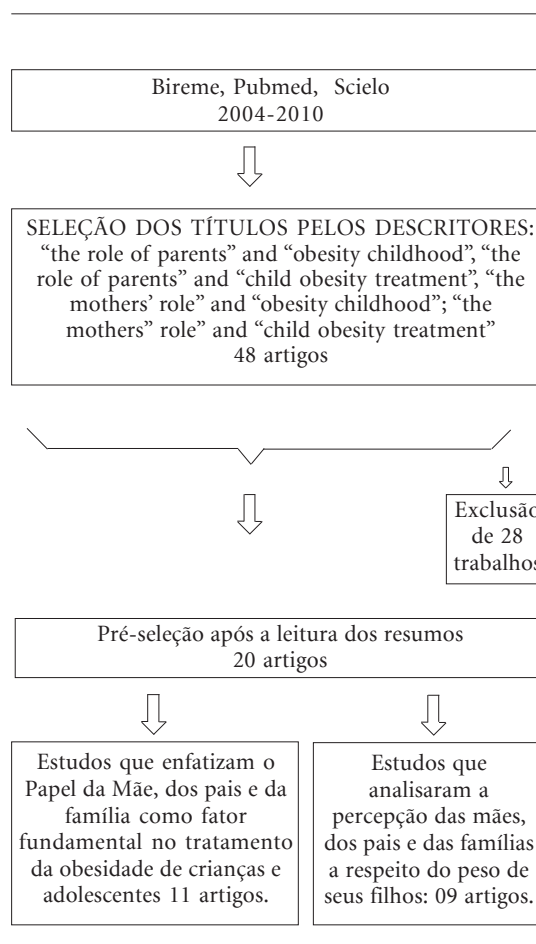 Bireme, Pubmed, Scielo
2004-2010
SELEÇÃO DOS TÍTULOS PELOS DESCRITORES:
“the role of parents” and “obesity childhood”, “the
role of parents” and “child obesity treatment”, “the
mothers’ role” and “obesity childhood”; “the
mothers” role” and “child obesity treatment”
48 artigos
Exclusão
de 28
trabalhos
Pré-seleção após a leitura dos resumos
20 artigos
Estudos que enfatizam o
Papel da Mãe, dos pais e da
família como fator
fundamental no tratamento
da obesidade de crianças e
adolescentes 11 artigos.
Estudos que
analisaram a
percepção das mães,
dos pais e das famílias
a respeito do peso de
seus filhos: 09 artigos.